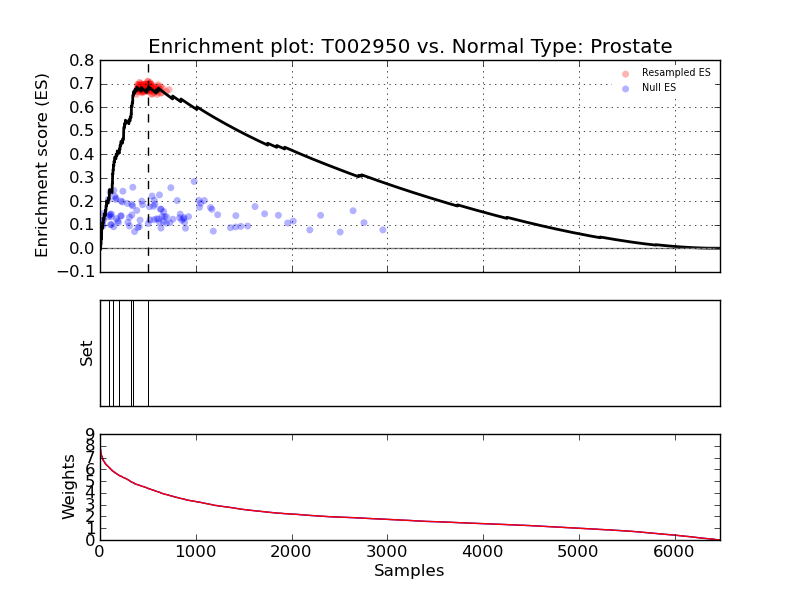 Enrichment plot: T002950 vs. Normal Type: Prostate
0.8
0.7
0.6
0.5
0.4
0.3
0.2
0.1
0.0
−0.1
Enrichment score (ES)
Resampled ES
Null ES
Set
9
8
7
6
5
4
3
2
1
0
Weights
0 1000 2000 3000 4000 5000 6000
Samples